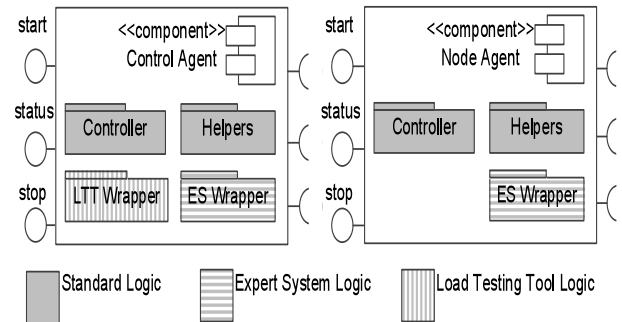 start
<<component>>
Control Agent
status
Controller
Helpers
stop
LTT Wrapper
ES Wrapper
start
<<component>>
Node Agent
status
Controller
Helpers
stop
ES Wrapper
Standard Logic
Expert System Logic
Load Testing Tool Logic